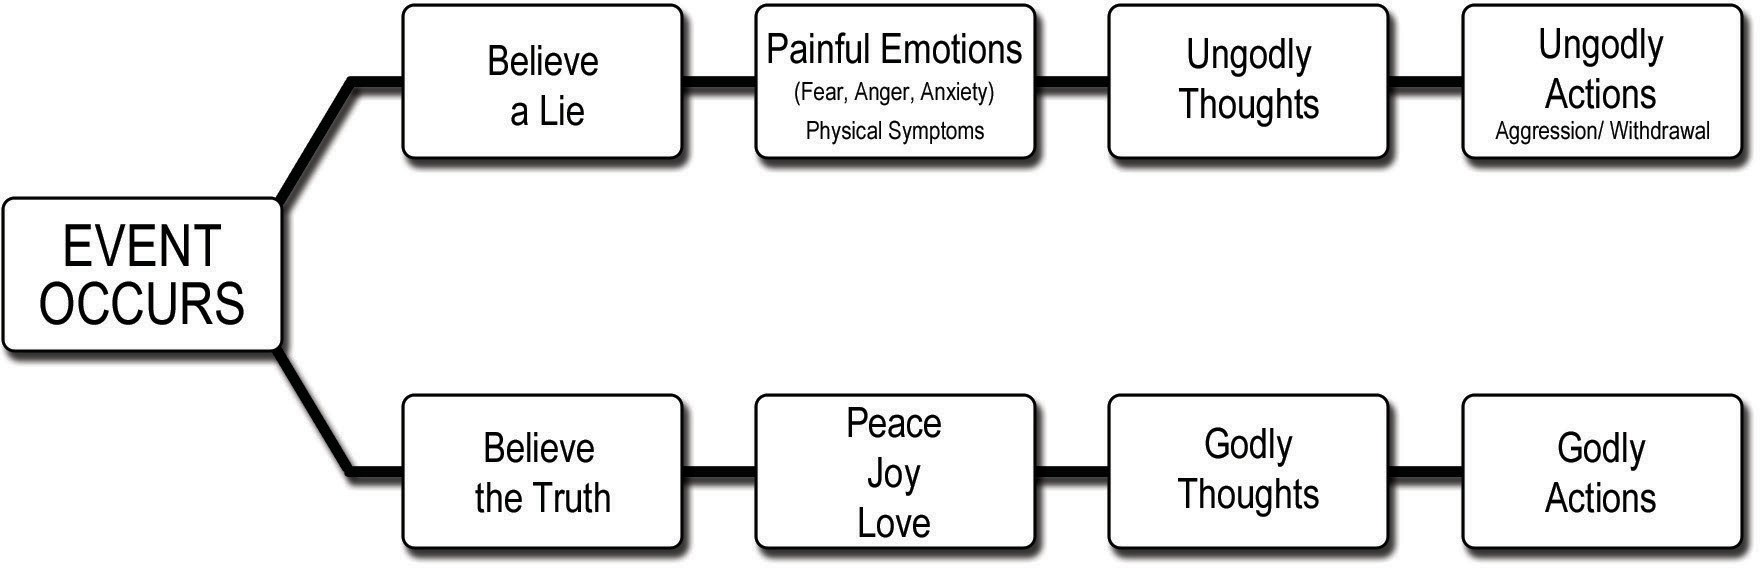 EVENT
OCCURS
Believe
a Lie
Painful Emotions
(Fear, Anger, Anxiety)
Physical Symptoms
Ungodly
Thoughts
Ungodly
Actions
Aggression/ Withdrawal
Believe
the Truth
Peace
Joy
Love
Godly
Thoughts
Godly
Actions